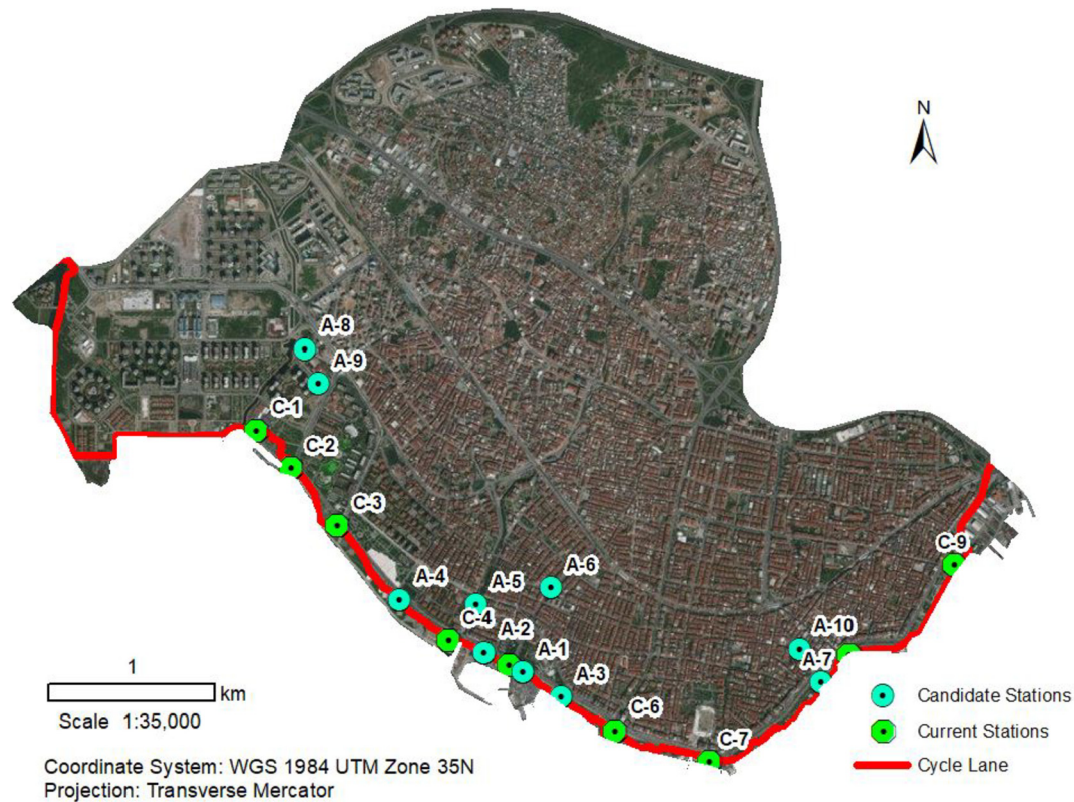 N
A-8
A-9
C-1
C-2
C-3
C-9
A-4
A-5
A-6
C-4
A-2
A-1
A-10
A-7
A-3
C-6
C-7
1
km
Scale 1:35,000
Coordinate System: WGS 1984 UTM Zone 35N
Projection: Transverse Mercator
Candidate Stations
Current Stations
Cycle Lane